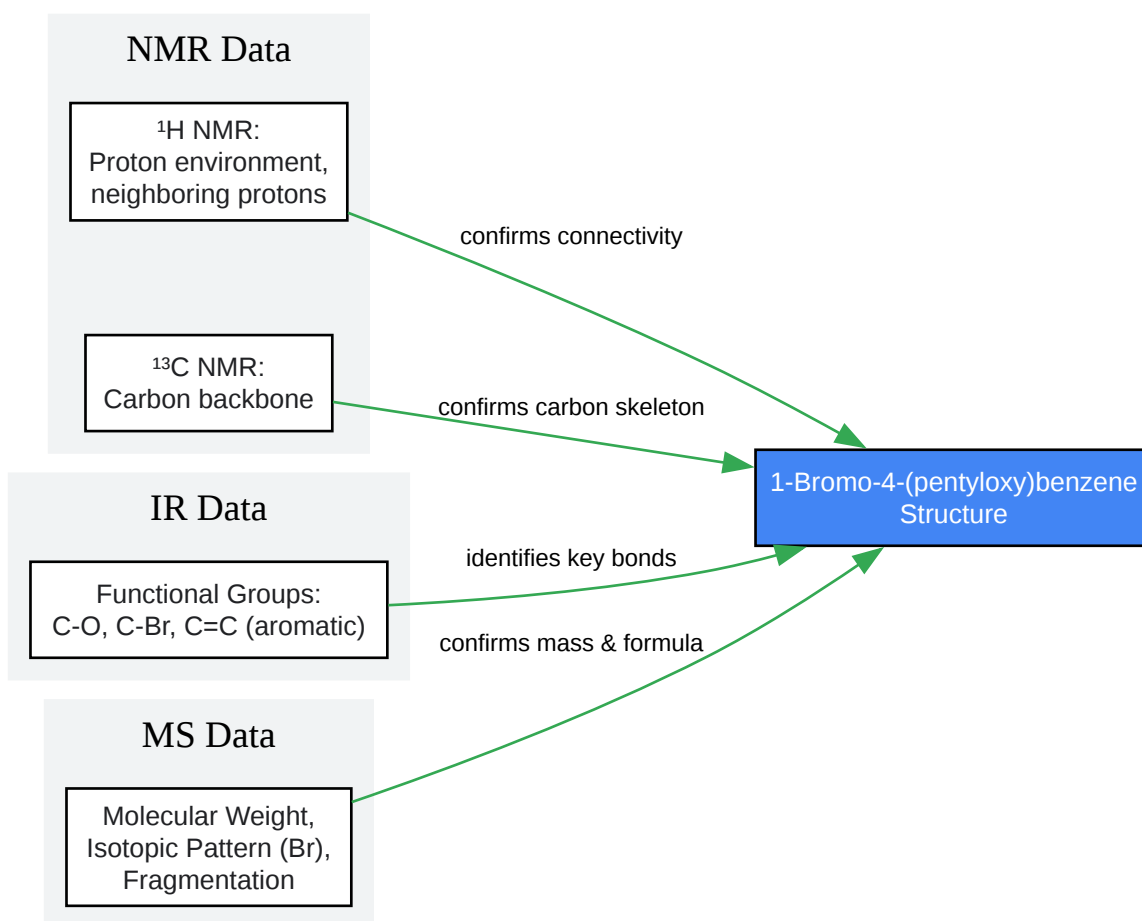 NMR Data
¹H NMR:
Proton environment,
neighboring protons
confirms connectivity
¹³C NMR:
Carbon backbone
confirms carbon skeleton
1-Bromo-4-(pentyloxy)benzene
Structure
IR Data
Functional Groups:
C-O, C-Br, C=C (aromatic)
identifies key bonds
confirms mass & formula
MS Data
Molecular Weight,
Isotopic Pattern (Br),
Fragmentation